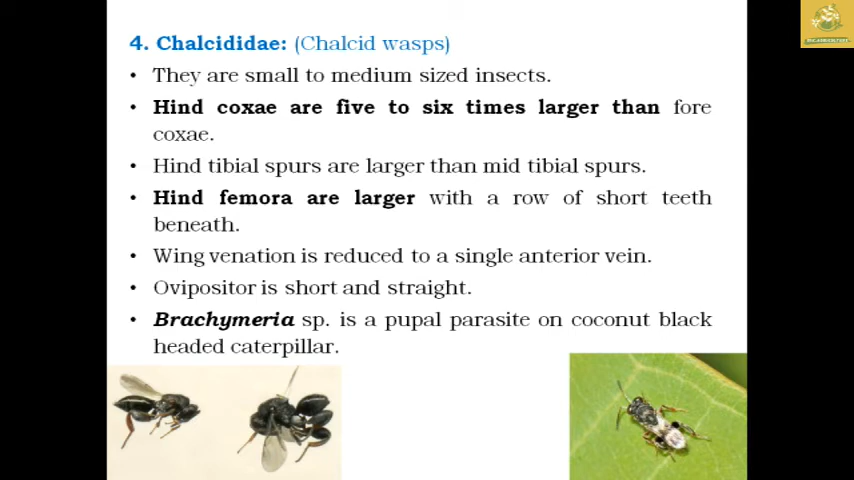 4. Chalcididae: (Chalcid wasps)
• They are small to medium sized insects.
• Hind coxae are five to six times larger than fore
coxae.
• Hind tibial spurs are larger than mid tibial spurs.
• Hind femora are larger with a row of short teeth
beneath.
• Wing venation is reduced to a single anterior vein.
• Ovipositor is short and straight.
• Brachymeria sp. is a pupal parasite on coconut black
headed caterpillar.